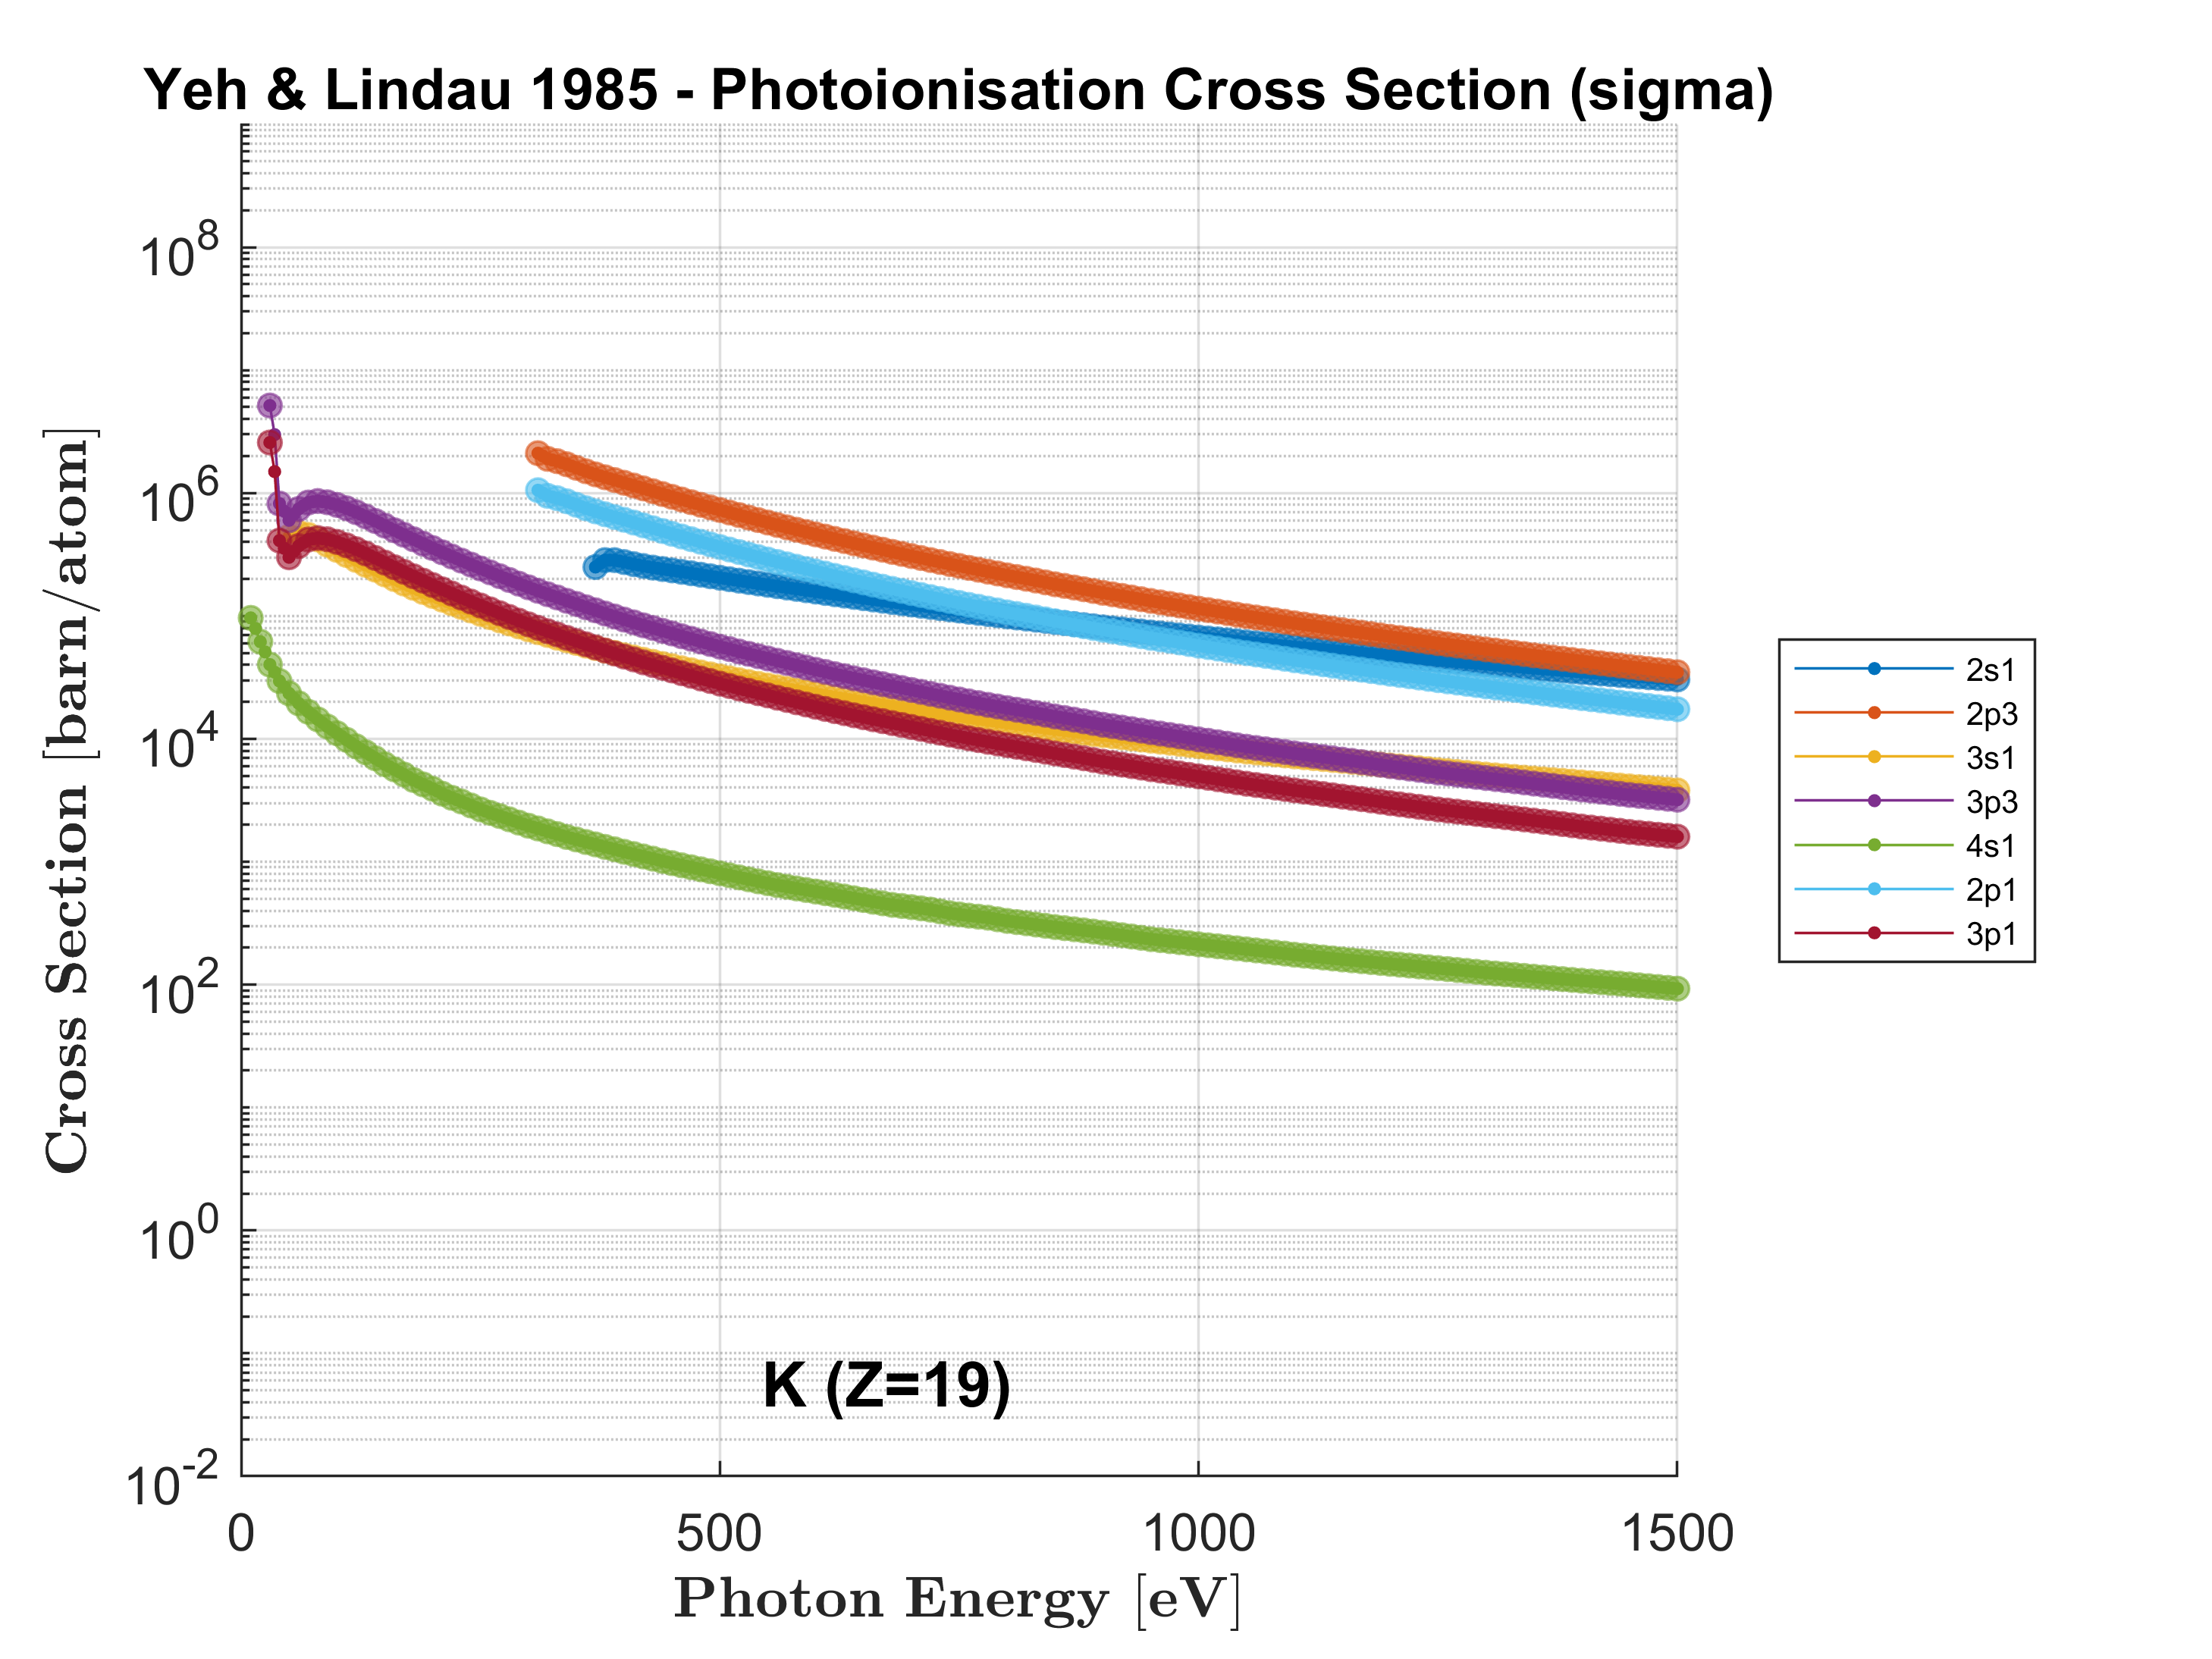 Yeh & Lindau 1985 - Photoionisation Cross Section (sigma)
Cross Section [barn/atom]
10^8
10^6
10^4
10^2
10^0
10^-2
K (Z=19)
0 500 1000 1500
Photon Energy [eV]
2s1
2p3
3s1
3p3
4s1
2p1
3p1